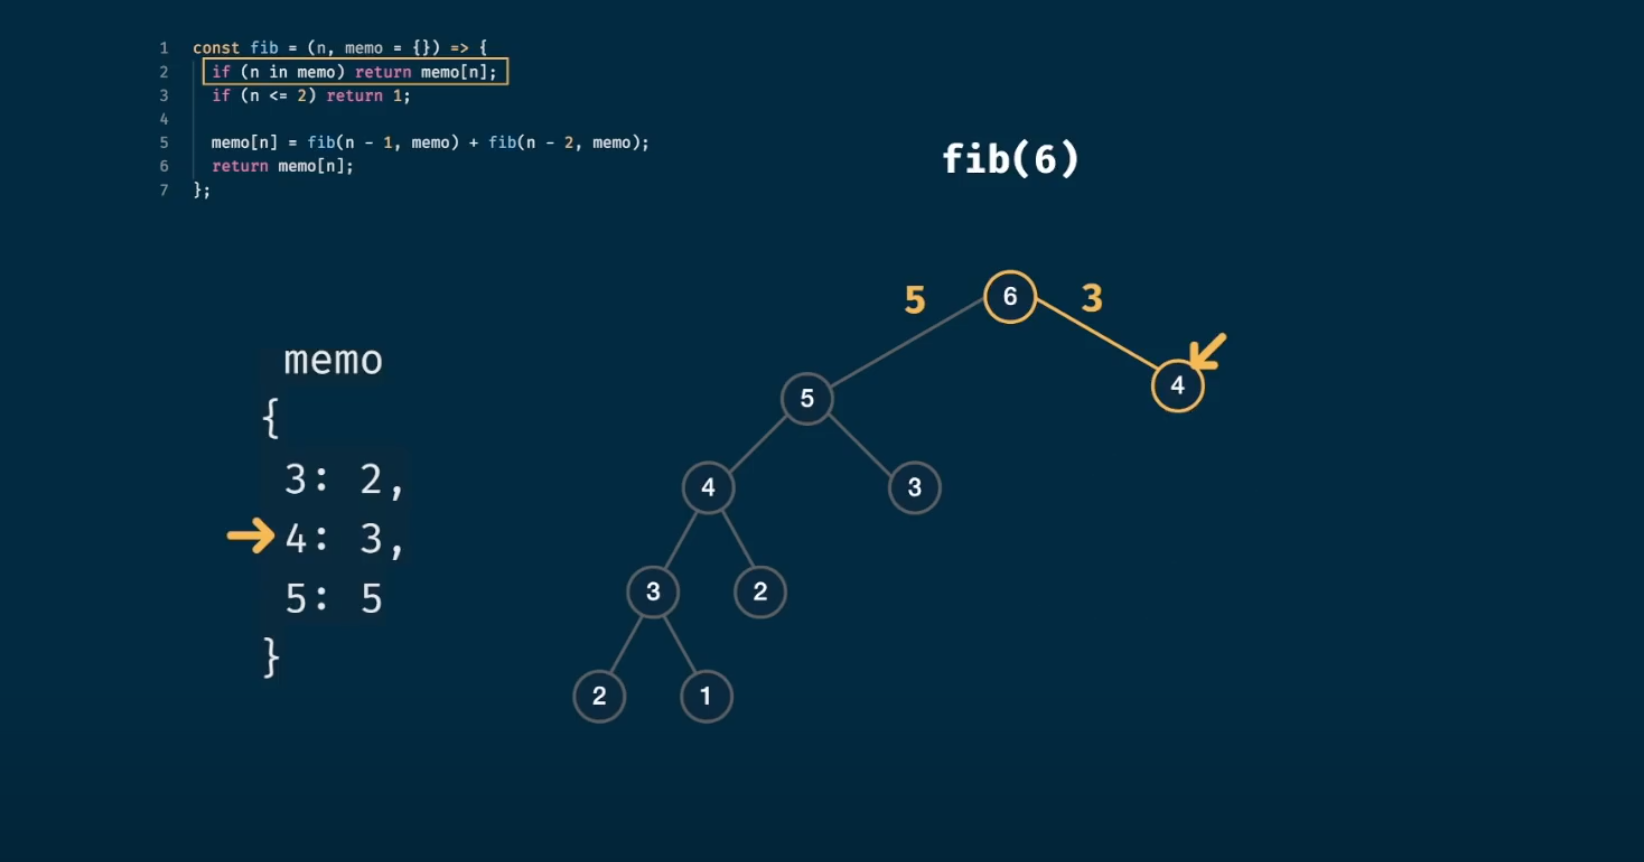 1 const fib = (n, memo = {}) => {
2 if (n in memo) return memo[n];
3 if (n <= 2) return 1;
4
5 memo[n] = fib(n - 1, memo) + fib(n - 2, memo);
6 return memo[n];
7 };
fib(6)
5 6 3
4
5
4 3
3 2
2 1
memo
{
3: 2,
4: 3,
5: 5
}